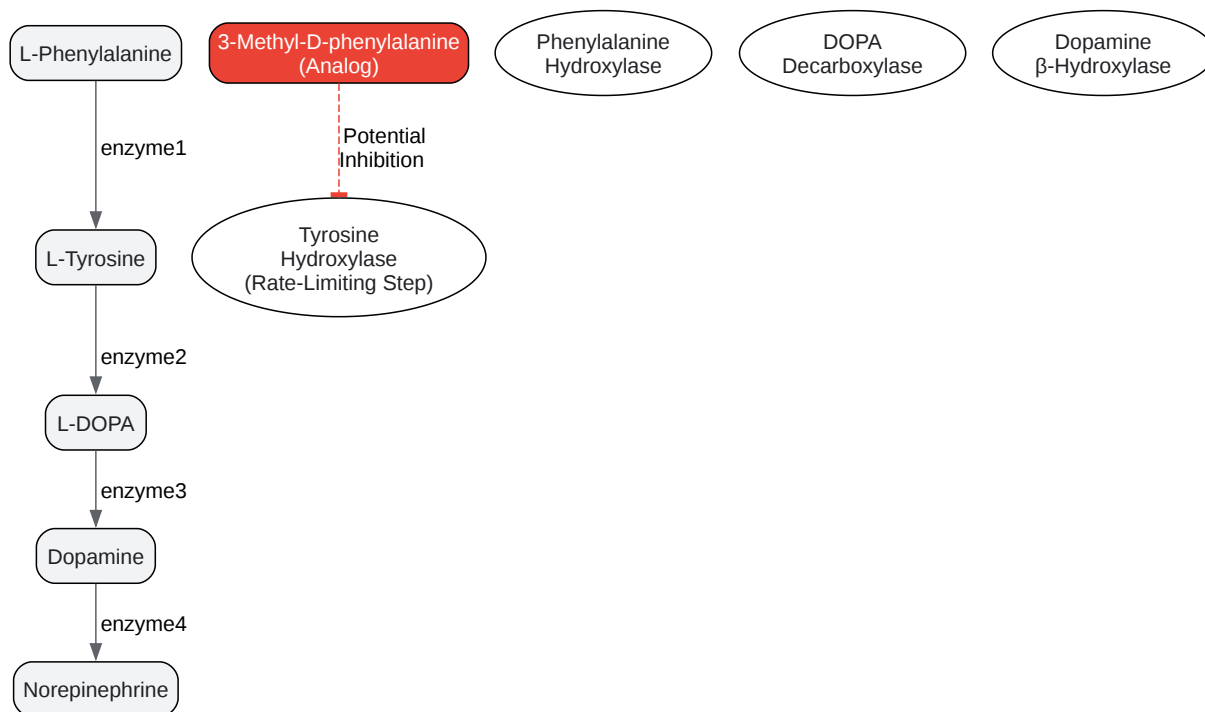 L-Phenylalanine
3-Methyl-D-phenylalanine
(Analog)
Phenylalanine
Hydroxylase
DOPA
Decarboxylase
Dopamine
β-Hydroxylase
enzyme1
Potential
Inhibition
L-Tyrosine
Tyrosine
Hydroxylase
(Rate-Limiting Step)
enzyme2
L-DOPA
enzyme3
Dopamine
enzyme4
Norepinephrine